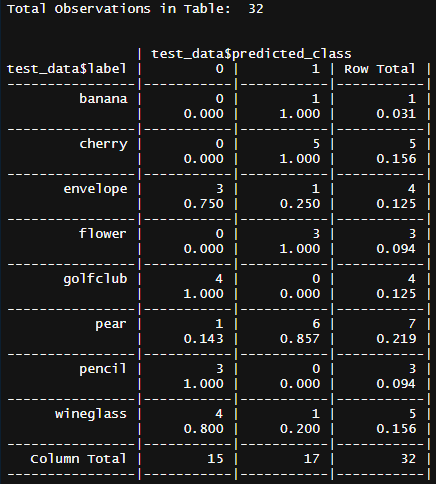 Total Observations in Table:  32
             | test_data$predicted_class
test_data$label |         0 |         1 | Row Total |
----------------|-----------|-----------|-----------|
         banana |         0 |         1 |         1 |
                |     0.000 |     1.000 |     0.031 |
----------------|-----------|-----------|-----------|
         cherry |         0 |         5 |         5 |
                |     0.000 |     1.000 |     0.156 |
----------------|-----------|-----------|-----------|
       envelope |         3 |         1 |         4 |
                |     0.750 |     0.250 |     0.125 |
----------------|-----------|-----------|-----------|
         flower |         0 |         3 |         3 |
                |     0.000 |     1.000 |     0.094 |
----------------|-----------|-----------|-----------|
       golfclub |         4 |         0 |         4 |
                |     1.000 |     0.000 |     0.125 |
----------------|-----------|-----------|-----------|
           pear |         1 |         6 |         7 |
                |     0.143 |     0.857 |     0.219 |
----------------|-----------|-----------|-----------|
         pencil |         3 |         0 |         3 |
                |     1.000 |     0.000 |     0.094 |
----------------|-----------|-----------|-----------|
      wineglass |         4 |         1 |         5 |
                |     0.800 |     0.200 |     0.156 |
----------------|-----------|-----------|-----------|
   Column Total |        15 |        17 |        32 |
----------------|-----------|-----------|-----------|